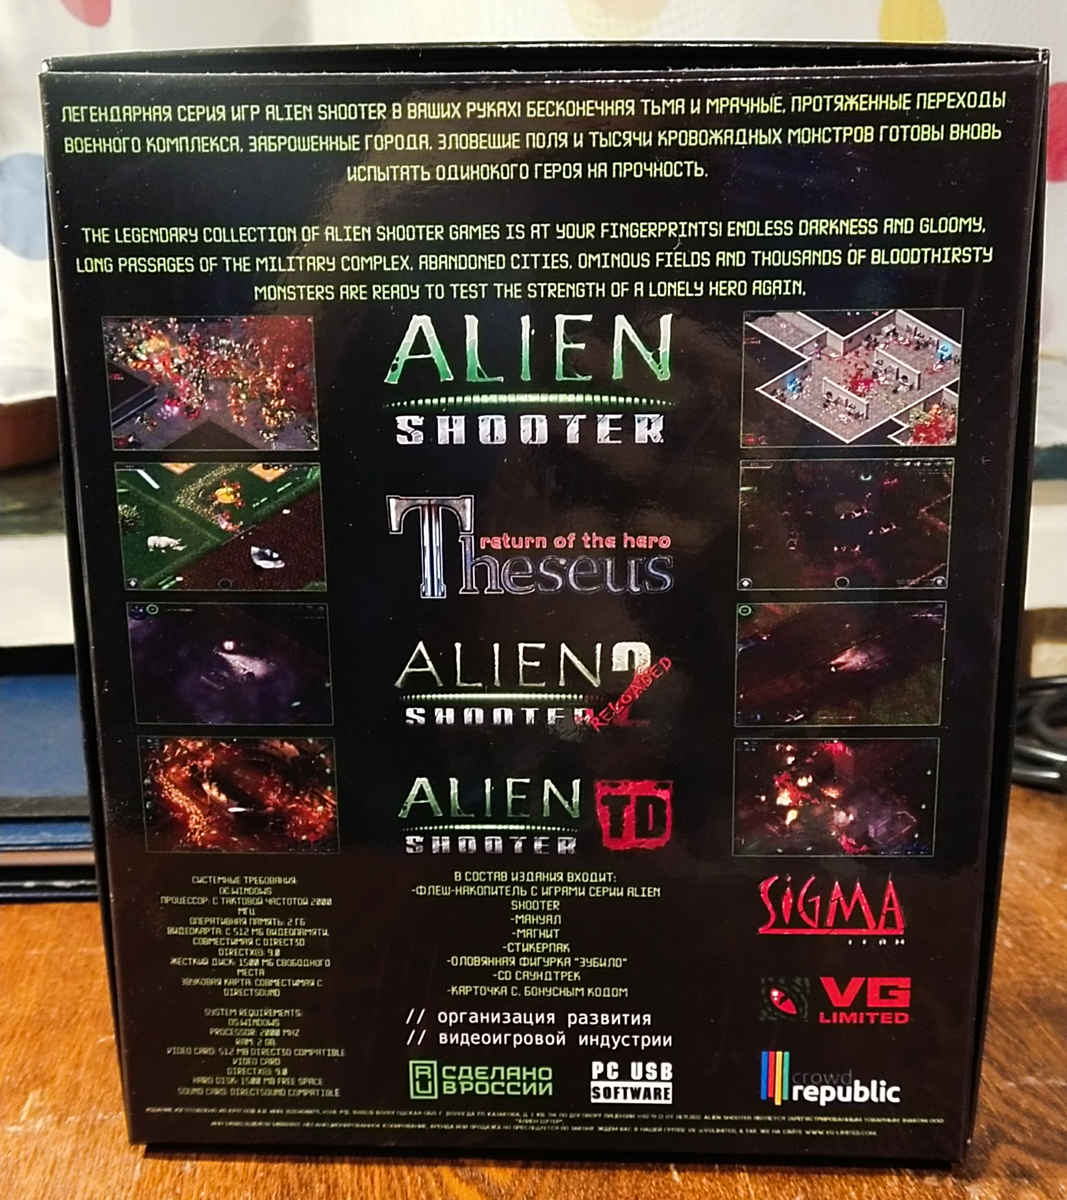 ЛЕГЕНДАРНАЯ СЕРИЯ ИГР ALIEN SHOOTER В ВАШИХ РУКАХ! БЕСКОНЕЧНАЯ ТЬМА И МРАЧНЫЕ, ПРОТЯЖЕННЫЕ ПЕРЕХОДЫ
ВОЕННОГО КОМПЛЕКСА, ЗАБРОШЕННЫЕ ГОРОДА, ЗЛОВЕЩИЕ ПОЛЯ И ТЫСЯЧИ КРОВОЖАДНЫХ МОНСТРОВ ГОТОВЫ ВНОВЬ
ИСПЫТАТЬ ОДИНОКОГО ГЕРОЯ НА ПРОЧНОСТЬ.
THE LEGENDARY COLLECTION OF ALIEN SHOOTER GAMES IS AT YOUR FINGERPRINTS! ENDLESS DARKNESS AND GLOOMY,
LONG PASSAGES OF THE MILITARY COMPLEX, ABANDONED CITIES, OMINOUS FIELDS AND THOUSANDS OF BLOODTHIRSTY
MONSTERS ARE READY TO TEST THE STRENGTH OF A LONELY HERO AGAIN.
ALIEN
SHOOTER
return of the hero
Theseus
ALIEN 2
SHOOTER
RELOADED
ALIEN
SHOOTER
TD
СИСТЕМНЫЕ ТРЕБОВАНИЯ:
ОС:WINDOWS
ПРОЦЕССОР: С ТАКТОВОЙ ЧАСТОТОЙ 2000
МГЦ
ОПЕРАТИВНАЯ ПАМЯТЬ: 2 ГБ
ВИДЕОКАРТА: С 512 МБ ВИДЕОПАМЯТИ,
СОВМЕСТИМАЯ С DIRECT3D
DIRECTX(R): 9.0
ЖЕСТКИЙ ДИСК: 1500 МБ СВОБОДНОГО
МЕСТА
ЗВУКОВАЯ КАРТА: СОВМЕСТИМАЯ С
DIRECTSOUND
SYSTEM REQUIREMENTS:
OS:WINDOWS
PROCESSOR: 2000 MHZ
RAM: 2 GB
VIDEO CARD: 512 MB DIRECT3D COMPATIBLE
VIDEO CARD
DIRECTX(R): 9.0
HARD DISK: 1500 MB FREE SPACE
SOUND CARD: DIRECTSOUND COMPATIBLE
В СОСТАВ ИЗДАНИЯ ВХОДИТ:
-ФЛЕШ-НАКОПИТЕЛЬ С ИГРАМИ СЕРИИ ALIEN
SHOOTER
-МАНУАЛ
-МАГНИТ
-СТИКЕРПАК
-ОЛОВЯННАЯ ФИГУРКА "ЗУБИЛО"
-CD САУНДТРЕК
-КАРТОЧКА С БОНУСНЫМ КОДОМ
// организация развития
// видеоигровой индустрии
СДЕЛАНО
В РОССИИ
PC USB
SOFTWARE
SIGMA
TEAM
VG
LIMITED
crowd
republic